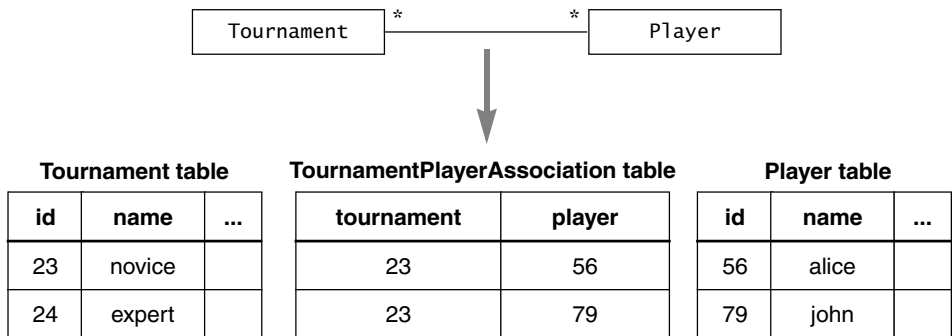 * *
Tournament Player
Tournament table TournamentPlayerAssociation table Player table
id name ... tournament player id name ...
23 novice 23 56 56 alice
24 expert 23 79 79 john